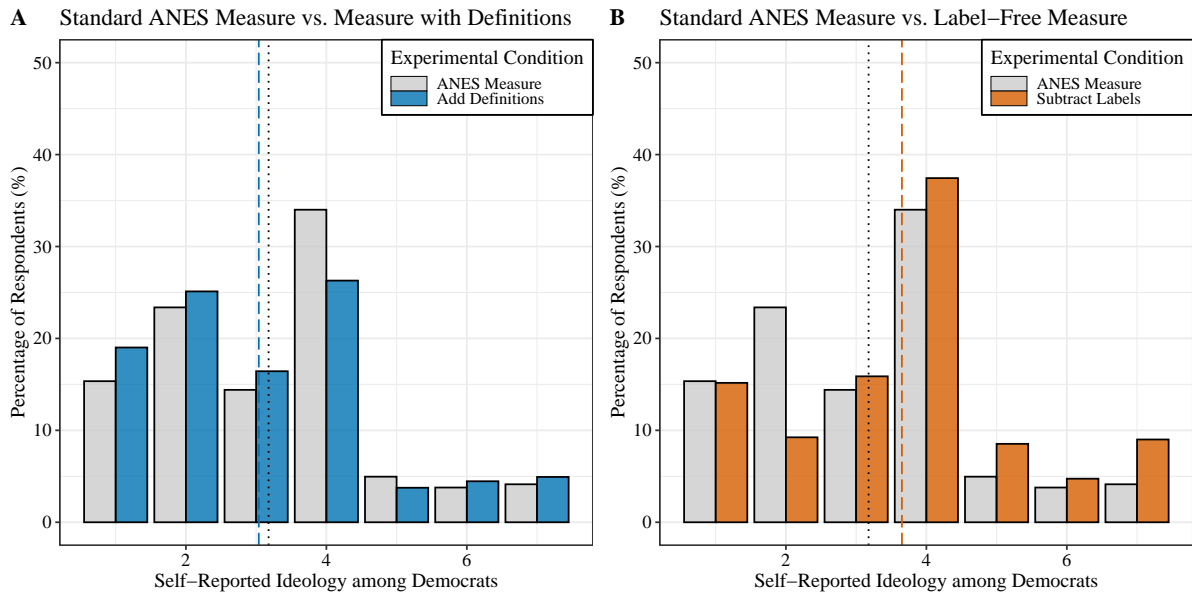 A Standard ANES Measure vs. Measure with Definitions
Experimental Condition
ANES Measure
Add Definitions
50
40
30
20
10
0
Percentage of Respondents (%)
2 4 6
Self−Reported Ideology among Democrats
B Standard ANES Measure vs. Label−Free Measure
Experimental Condition
ANES Measure
Subtract Labels
50
40
30
20
10
0
Percentage of Respondents (%)
2 4 6
Self−Reported Ideology among Democrats